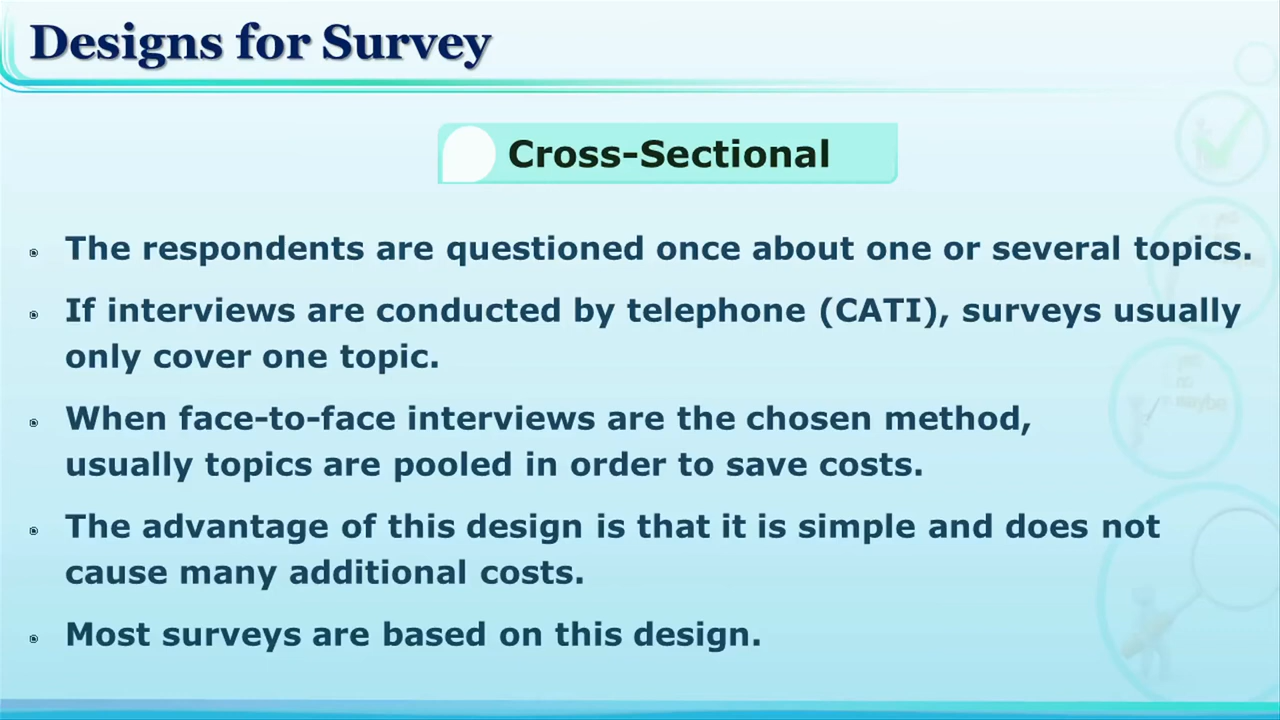 Designs for Survey
Cross-Sectional
The respondents are questioned once about one or several topics.
If interviews are conducted by telephone (CATI), surveys usually
only cover one topic.
When face-to-face interviews are the chosen method,
usually topics are pooled in order to save costs.
The advantage of this design is that it is simple and does not
cause many additional costs.
Most surveys are based on this design.